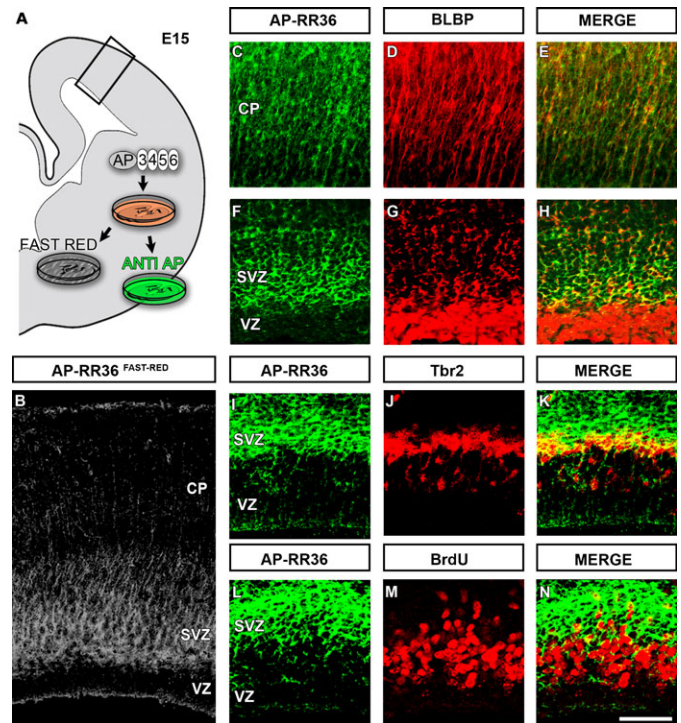 A
E15
AP 3 4 5 6
FAST RED
ANTI AP
AP-RR36 BLBP MERGE
C D E
CP
F G H
SVZ
VZ
AP-RR36 FAST-RED
B
CP
SVZ
VZ
AP-RR36 Tbr2 MERGE
I J K
SVZ
VZ
AP-RR36 BrdU MERGE
L M N
SVZ
VZ